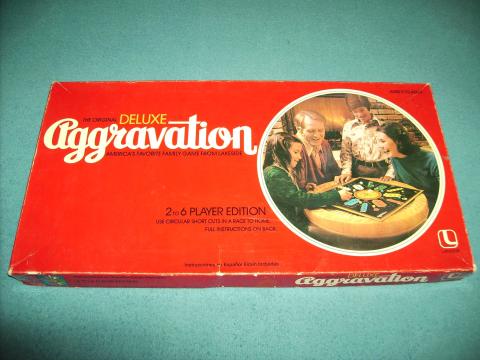 THE ORIGINAL DELUXE
Aggravation
AMERICA'S FAVORITE FAMILY GAME FROM LAKESIDE
2 TO 6 PLAYER EDITION
USE CIRCULAR SHORT CUTS IN A RACE TO HOME.
FULL INSTRUCTIONS ON BACK.
L
DELUXE
Aggravation